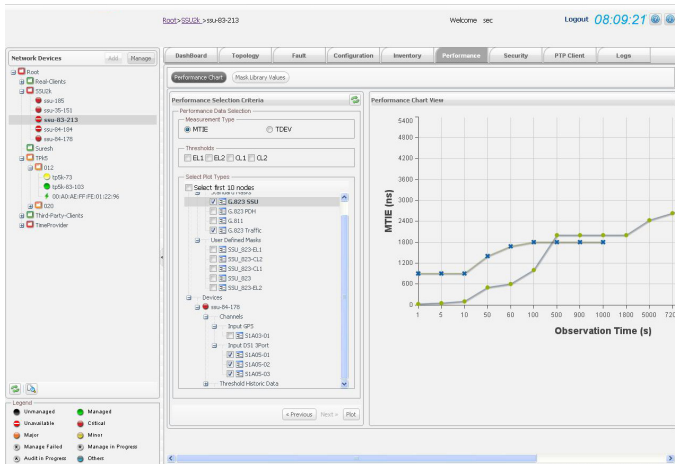 Root>SSU2k >ssu-83-213
Welcome sec
Logout 08:09:21
Network Devices Add Manage
Root
Real-Clients
SSU2k
ssu-185
ssu-35-151
ssu-83-213
ssu-84-184
ssu-84-178
Suresh
TPk5
012
tp5k-73
tp5k-83-103
00:A0:AE:FF:FE:01:22:96
020
Third-Party-Clients
TimeProvider
Legend
Unmanaged Managed
Unavailable Critical
Major Minor
Manage Failed Manage in Progress
Audit in Progress Others
DashBoard Topology Fault Configuration Inventory Performance Security PTP Client Logs
Performance Chart Mask Library Values
Performance Selection Criteria
Performance Data Selection
Measurement Type
MTIE TDEV
Thresholds
EL1 EL2 CL1 CL2
Select Plot Types
Select first 10 nodes
Standard Masks
G.823 SSU
G.823 PDH
G.811
G.823 Traffic
User Defined Masks
SSU_823-EL1
SSU_823-CL2
SSU_823-CL1
SSU_823
SSU_823-EL2
Devices
ssu-84-178
Channels
Input GPS
S1A03-01
Input DS1 3Port
S1A05-01
S1A05-02
S1A05-03
Threshold Historic Data
< Previous Next > Plot
Performance Chart View
5400
4800
4200
3600
3000
2400
1800
1200
600
0
MTIE (ns)
1 5 10 50 60 100 500 900 1000 1800 5000 720
Observation Time (s)